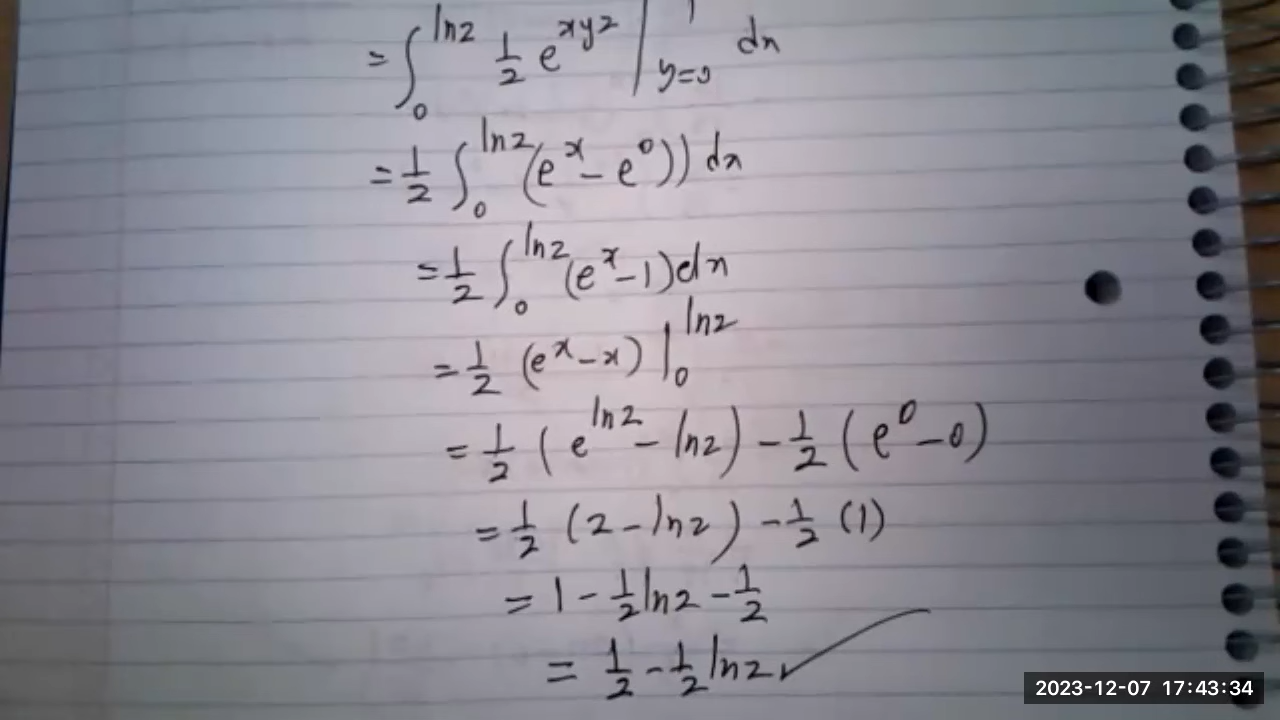 = ∫₀^ln2 1/2 e^xy2 |_y=0^1 dx
= 1/2 ∫₀^ln2 (e^x - e^0)) dx
= 1/2 ∫₀^ln2 (e^x - 1) dx
= 1/2 (e^x - x) |₀^ln2
= 1/2 (e^ln2 - ln2) - 1/2 (e^0 - 0)
= 1/2 (2 - ln2) - 1/2 (1)
= 1 - 1/2 ln2 - 1/2
= 1/2 - 1/2 ln2 ✓
2023-12-07 17:43:34